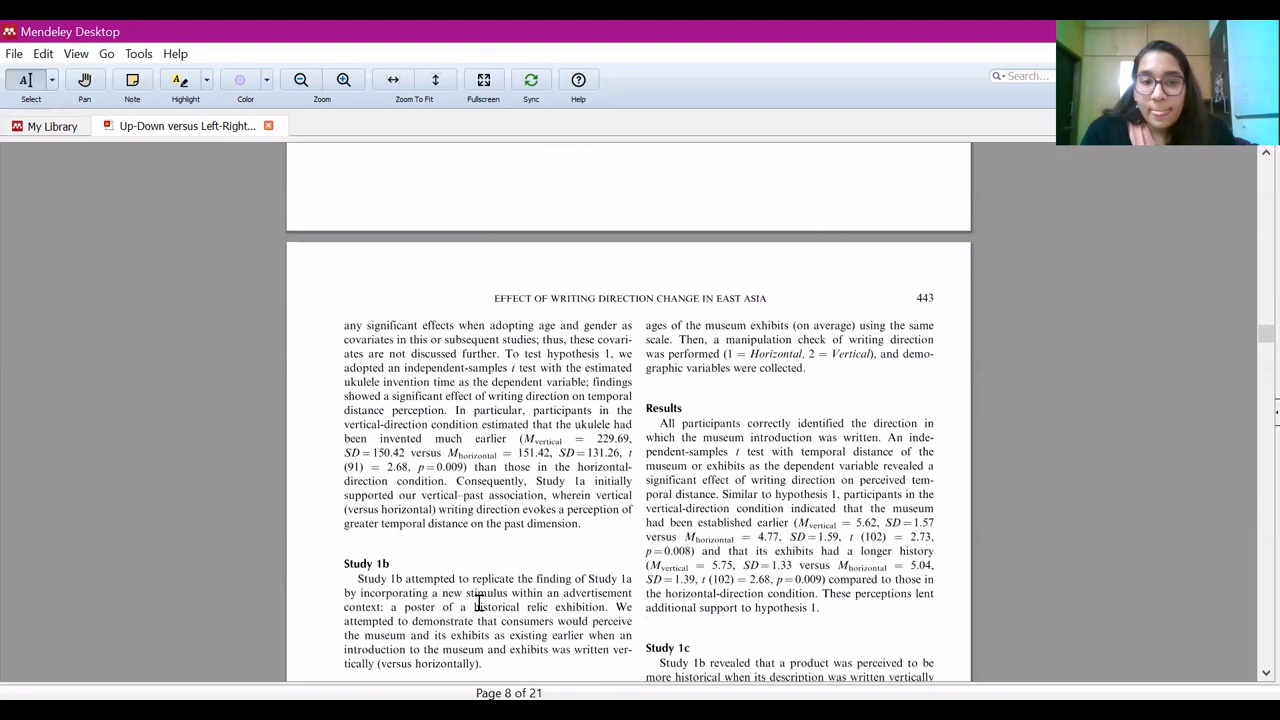 Mendeley Desktop
File Edit View Go Tools Help
Search...
Select Pan Note Highlight Color Zoom Zoom To Fit Fullscreen Sync Help
My Library Up-Down versus Left-Right...
EFFECT OF WRITING DIRECTION CHANGE IN EAST ASIA 443
any significant effects when adopting age and gender as
covariates in this or subsequent studies; thus, these covari-
ates are not discussed further. To test hypothesis 1, we
adopted an independent-samples t test with the estimated
ukulele invention time as the dependent variable; findings
showed a significant effect of writing direction on temporal
distance perception. In particular, participants in the
vertical-direction condition estimated that the ukulele had
been invented much earlier (Mvertical = 229.69,
SD = 150.42 versus Mhorizontal = 151.42, SD = 131.26, t
(91) = 2.68, p = 0.009) than those in the horizontal-
direction condition. Consequently, Study 1a initially
supported our vertical–past association, wherein vertical
(versus horizontal) writing direction evokes a perception of
greater temporal distance on the past dimension.
Study 1b
Study 1b attempted to replicate the finding of Study 1a
by incorporating a new stimulus within an advertisement
context: a poster of a historical relic exhibition. We
attempted to demonstrate that consumers would perceive
the museum and its exhibits as existing earlier when an
introduction to the museum and exhibits was written ver-
tically (versus horizontally).
ages of the museum exhibits (on average) using the same
scale. Then, a manipulation check of writing direction
was performed (1 = Horizontal, 2 = Vertical), and demo-
graphic variables were collected.
Results
All participants correctly identified the direction in
which the museum introduction was written. An inde-
pendent-samples t test with temporal distance of the
museum or exhibits as the dependent variable revealed a
significant effect of writing direction on perceived tem-
poral distance. Similar to hypothesis 1, participants in the
vertical-direction condition indicated that the museum
had been established earlier (Mvertical = 5.62, SD = 1.57
versus Mhorizontal = 4.77, SD = 1.59, t (102) = 2.73,
p = 0.008) and that its exhibits had a longer history
(Mvertical = 5.75, SD = 1.33 versus Mhorizontal = 5.04,
SD = 1.39, t (102) = 2.68, p = 0.009) compared to those in
the horizontal-direction condition. These perceptions lent
additional support to hypothesis 1.
Study 1c
Study 1b revealed that a product was perceived to be
more historical when its description was written vertically
Page 8 of 21